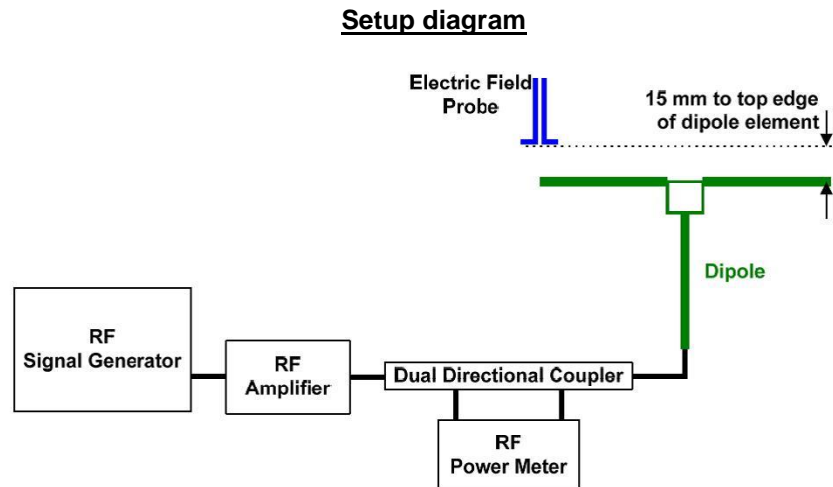 Setup diagram
Electric Field
Probe
15 mm to top edge
of dipole element
Dipole
RF
Signal Generator
RF
Amplifier
Dual Directional Coupler
RF
Power Meter